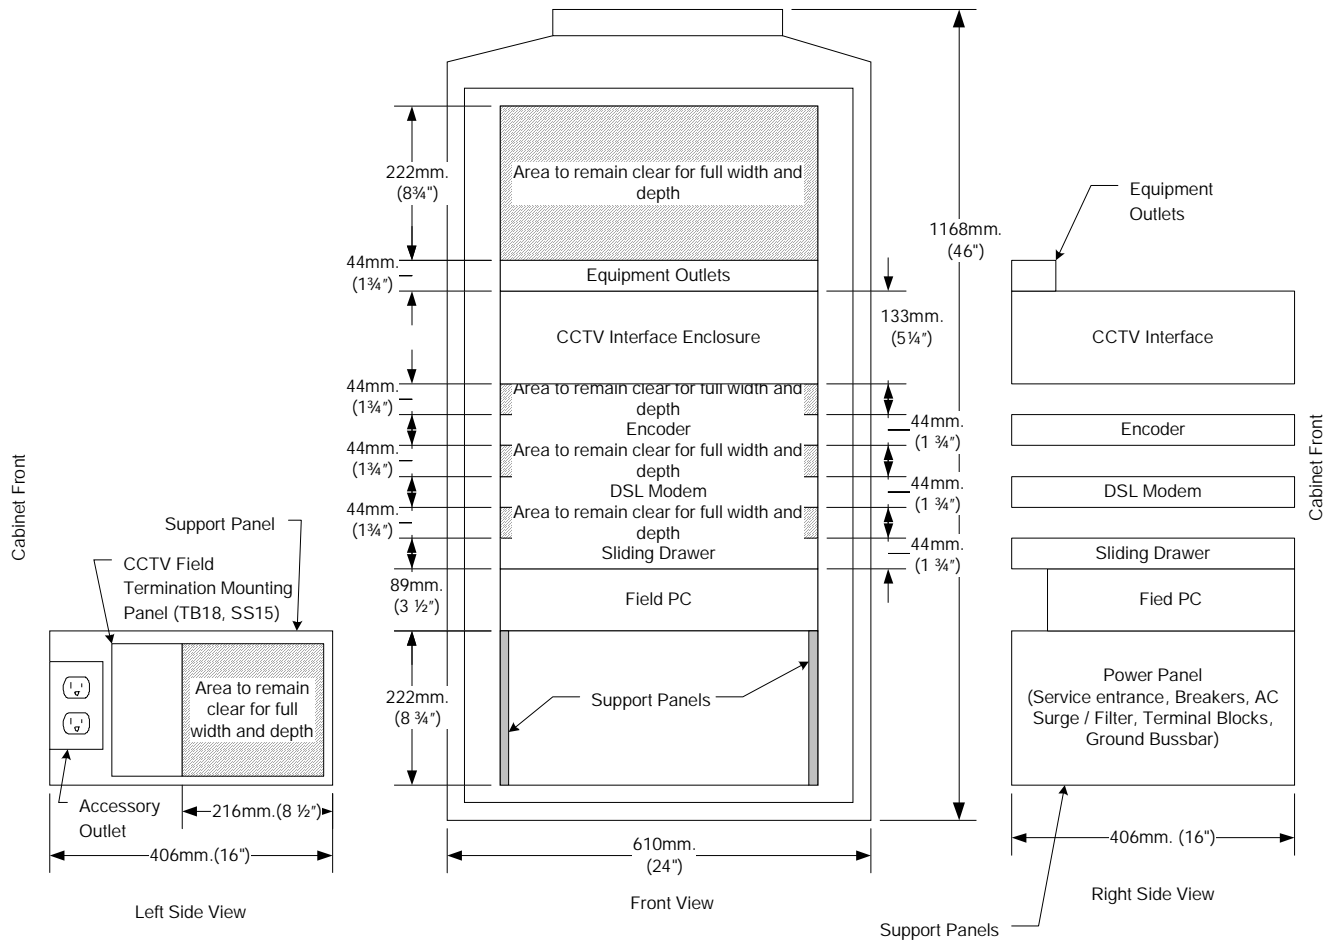 222mm.
(8¾")
Area to remain clear for full width and
depth
1168mm.
(46")
Equipment
Outlets
44mm.
(1¾″)
Equipment Outlets
133mm.
(5¼″)
CCTV Interface Enclosure
CCTV Interface
44mm.
(1¾″)
Area to remain clear for full width and
depth
Encoder
44mm.
(1 ¾″)
Encoder
44mm.
(1¾″)
Area to remain clear for full width and
depth
DSL Modem
44mm.
(1 ¾″)
DSL Modem
44mm.
(1¾″)
Area to remain clear for full width and
depth
Sliding Drawer
44mm.
(1 ¾″)
Sliding Drawer
Cabinet Front
Cabinet Front
Support Panel
CCTV Field
Termination Mounting
Panel (TB18, SS15)
89mm.
(3 ½″)
Field PC
Fied PC
Area to remain
clear for full
width and depth
222mm.
(8 ¾″)
Support Panels
Power Panel
(Service entrance, Breakers, AC
Surge / Filter, Terminal Blocks,
Ground Bussbar)
Accessory
Outlet
216mm.(8 ½″)
406mm.(16")
610mm.
(24")
406mm. (16")
Left Side View
Front View
Right Side View
Support Panels